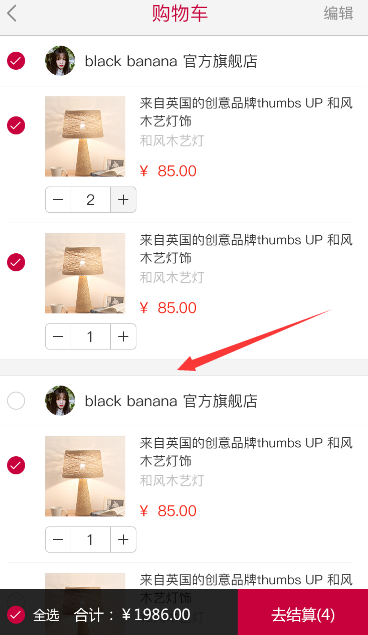 购物车
编辑
black banana 官方旗舰店
来自英国的创意品牌thumbs UP 和风
木艺灯饰
和风木艺灯
¥ 85.00
2
来自英国的创意品牌thumbs UP 和风
木艺灯饰
和风木艺灯
¥ 85.00
1
black banana 官方旗舰店
来自英国的创意品牌thumbs UP 和风
木艺灯饰
和风木艺灯
¥ 85.00
1
来自英国的创意品牌thumbs UP 和风
全选 合计：¥1986.00 去结算(4)